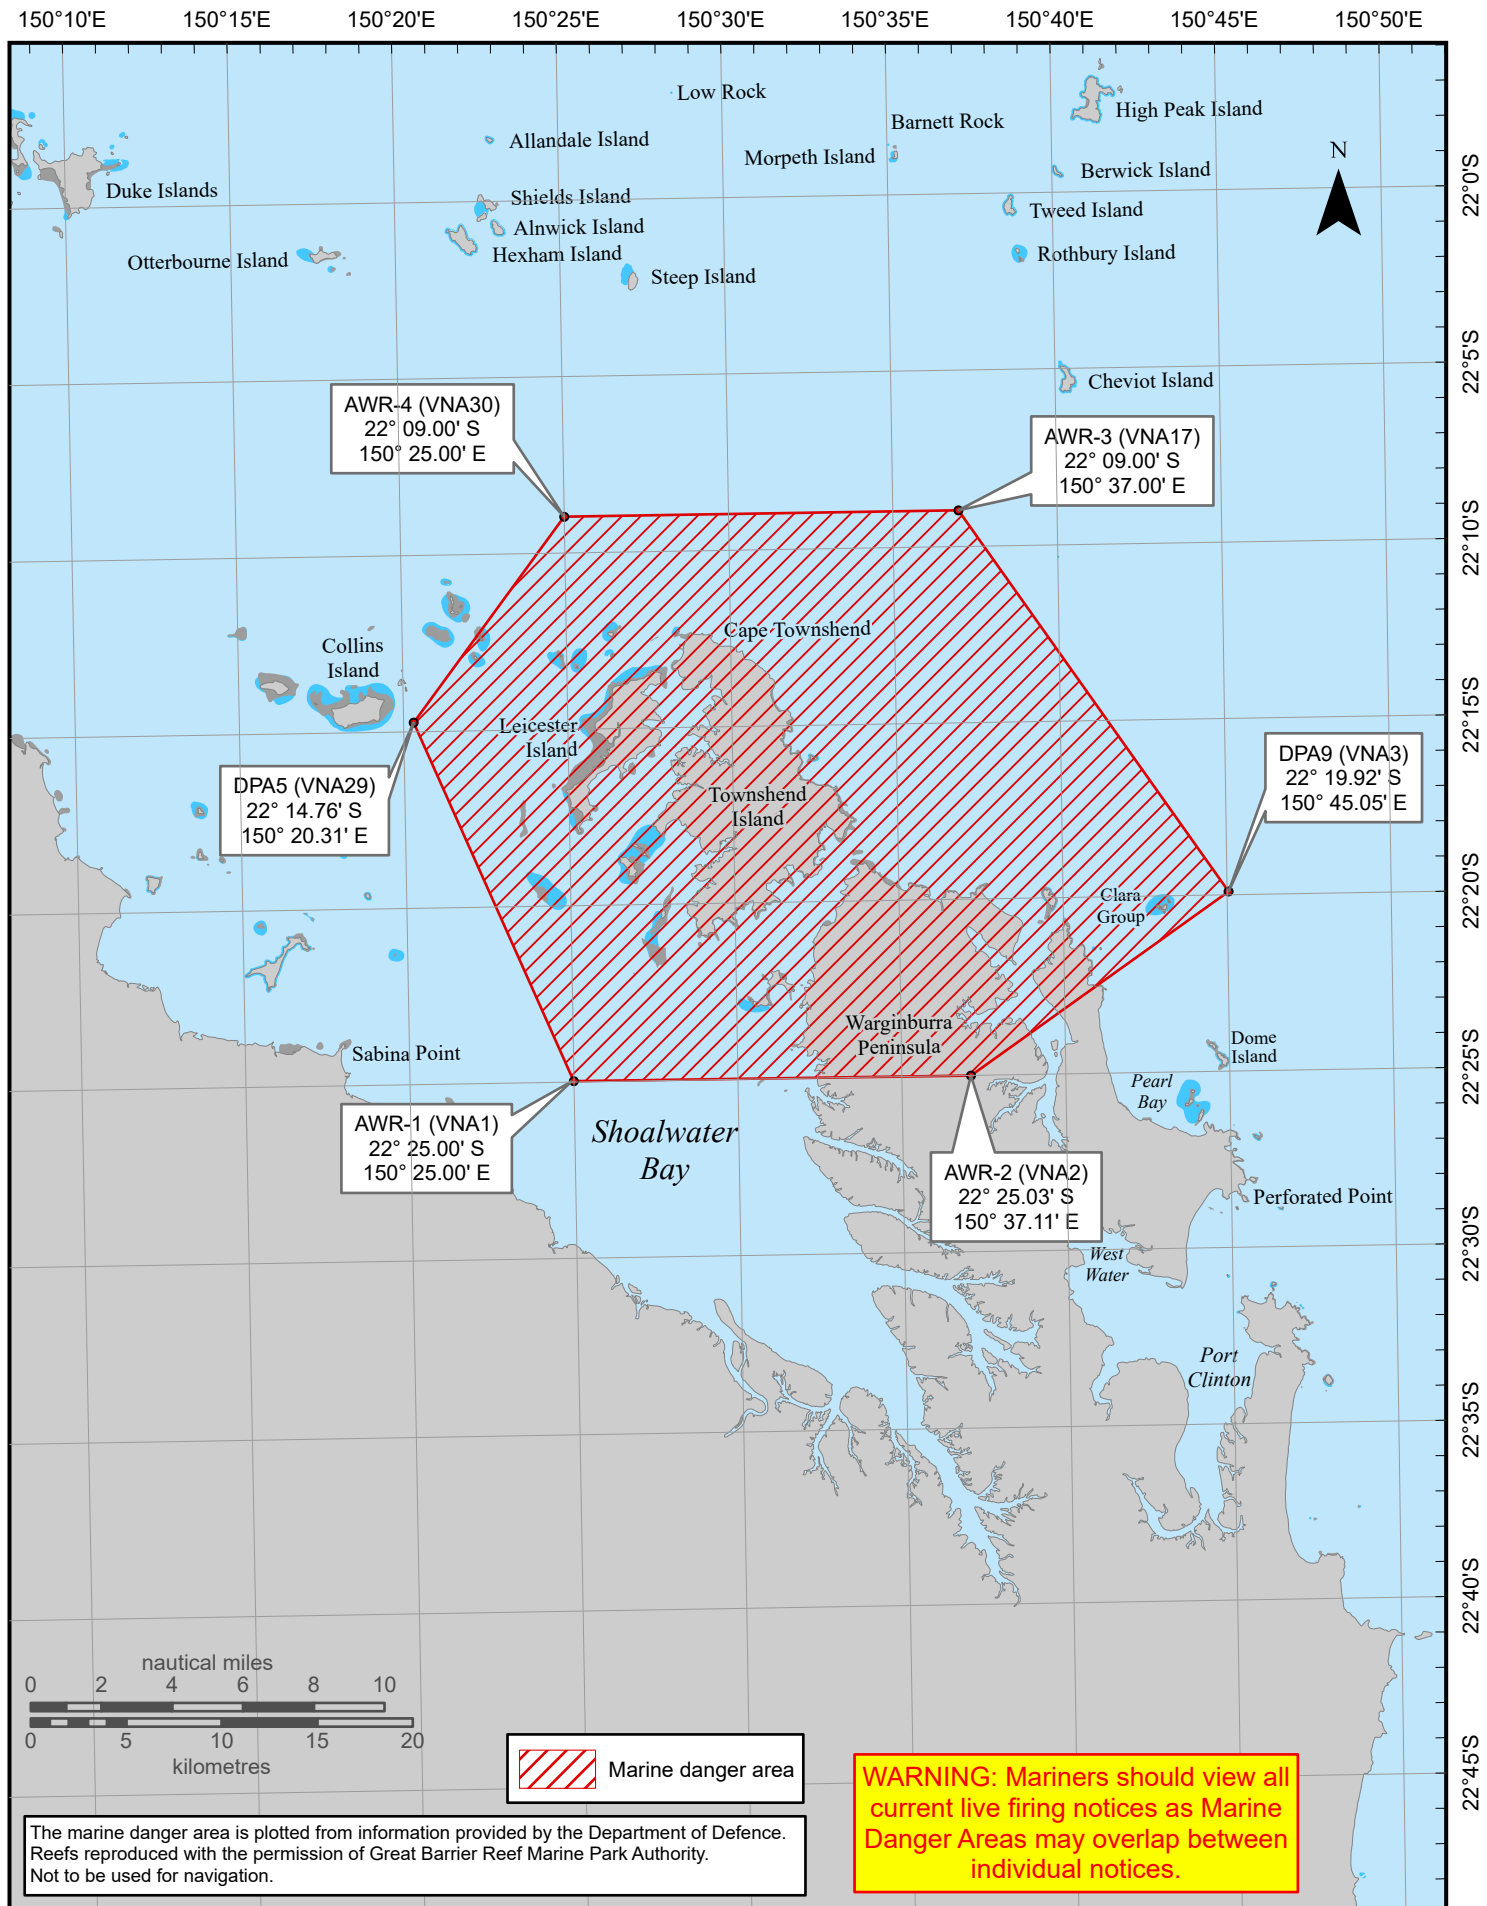 150°10'E 150°15'E 150°20'E 150°25'E 150°30'E 150°35'E 150°40'E 150°45'E 150°50'E
Low Rock
High Peak Island
Barnett Rock
Allandale Island
Morpeth Island
N
Berwick Island
Duke Islands
Shields Island
Tweed Island
Alnwick Island
Hexham Island
Rothbury Island
Otterbourne Island
Steep Island
22°0'S
22°5'S
Cheviot Island
AWR-4 (VNA30)
22° 09.00' S
150° 25.00' E
AWR-3 (VNA17)
22° 09.00' S
150° 37.00' E
22°10'S
Cape Townshend
Collins
Island
22°15'S
Leicester
Island
DPA5 (VNA29)
22° 14.76' S
150° 20.31' E
Townshend
Island
DPA9 (VNA3)
22° 19.92' S
150° 45.05' E
22°20'S
Clara
Group
Warginburra
Peninsula
Sabina Point
Dome
Island
22°25'S
Pearl
Bay
AWR-1 (VNA1)
22° 25.00' S
150° 25.00' E
Shoalwater
Bay
AWR-2 (VNA2)
22° 25.03' S
150° 37.11' E
Perforated Point
22°30'S
West
Water
Port
Clinton
22°35'S
22°40'S
22°45'S
nautical miles
0 2 4 6 8 10
0 5 10 15 20
kilometres
Marine danger area
WARNING: Mariners should view all
current live firing notices as Marine
Danger Areas may overlap between
individual notices.
The marine danger area is plotted from information provided by the Department of Defence.
Reefs reproduced with the permission of Great Barrier Reef Marine Park Authority.
Not to be used for navigation.